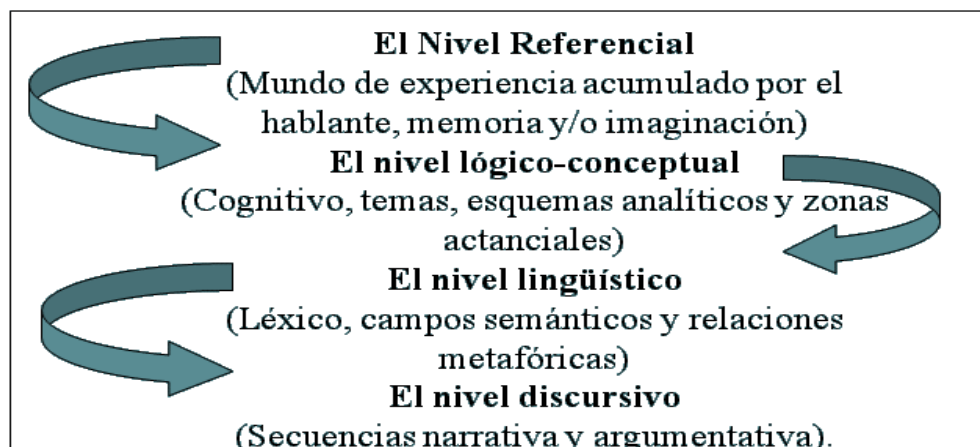 El Nivel Referencial
(Mundo de experiencia acumulado por el
hablante, memoria y/o imaginación)
El nivel lógico-conceptual
(Cognitivo, temas, esquemas analíticos y zonas
actanciales)
El nivel lingüístico
(Léxico, campos semánticos y relaciones
metafóricas)
El nivel discursivo
(Secuencias narrativa y argumentativa).